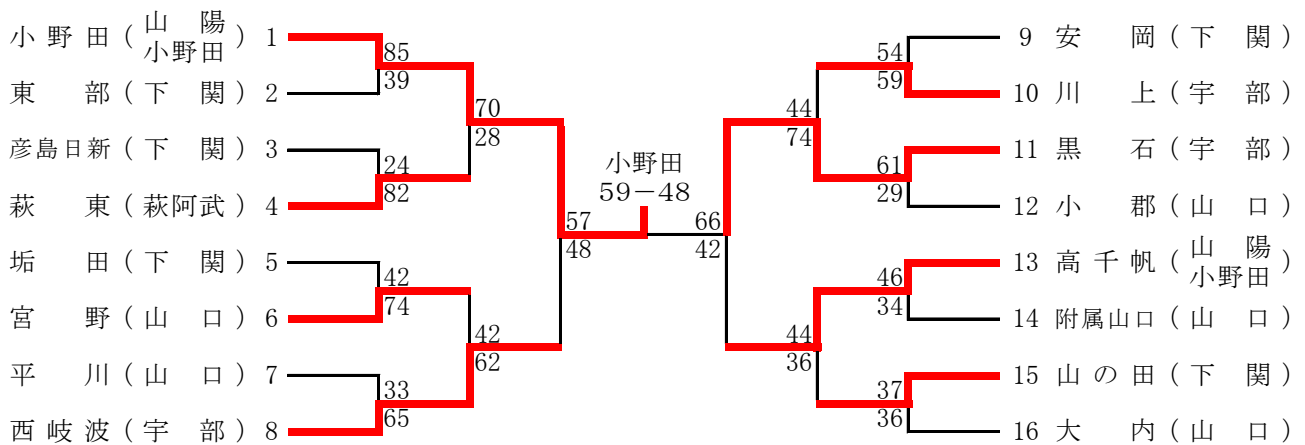 小野田(山陽小野田) 1
東部(下関) 2
彦島日新(下関) 3
萩東(萩阿武) 4
垢田(下関) 5
宮野(山口) 6
平川(山口) 7
西岐波(宇部) 8
85
39
24
82
42
74
33
65
70
28
42
62
57
48
小野田
59−48
66
42
44
74
44
36
54
59
61
29
46
34
37
36
9 安岡(下関)
10 川上(宇部)
11 黒石(宇部)
12 小郡(山口)
13 高千帆(山陽小野田)
14 附属山口(山口)
15 山の田(下関)
16 大内(山口)